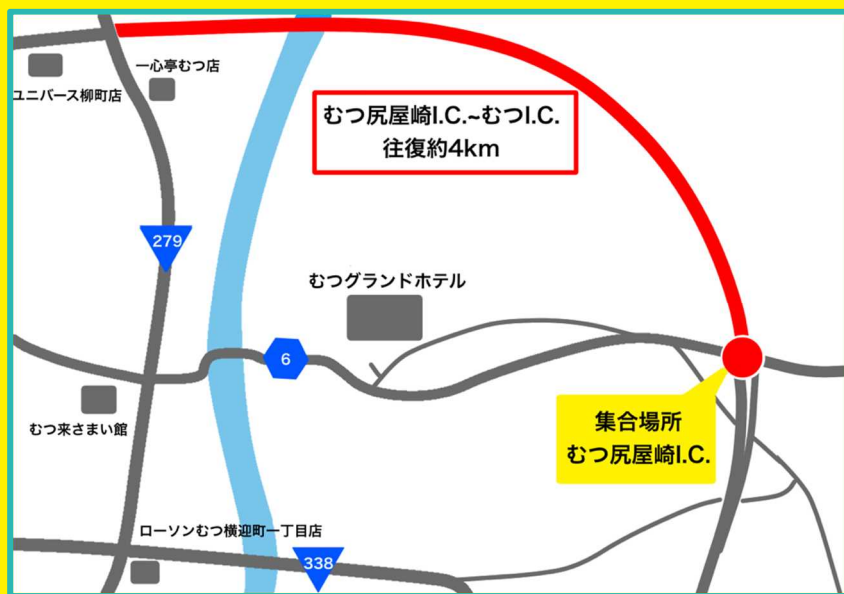 一心亭むつ店
ユニバース柳町店
むつ尻屋崎I.C.~むつI.C.
往復約4km
279
むつグランドホテル
6
むつ来さまい館
集合場所
むつ尻屋崎I.C.
ローソンむつ横迎町一丁目店
338